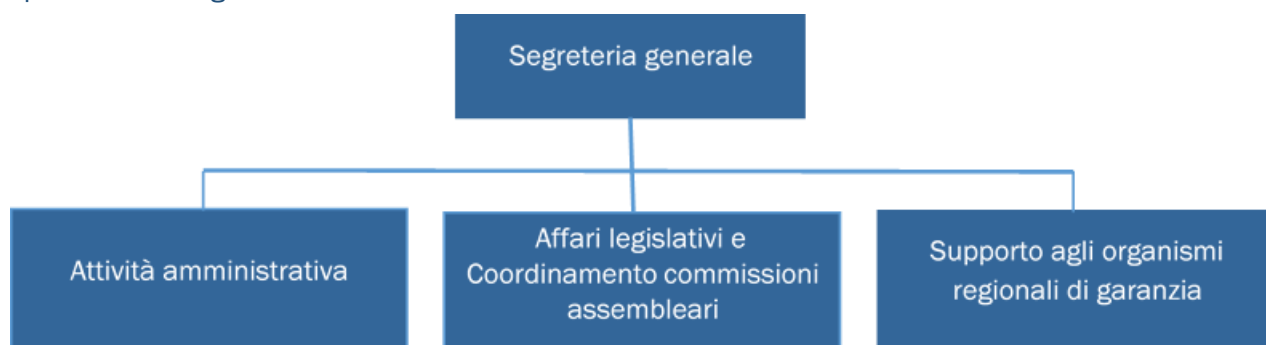 Segreteria generale
Attività amministrativa
Affari legislativi e
Coordinamento commissioni
assembleari
Supporto agli organismi
regionali di garanzia